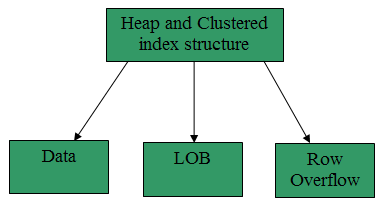 Heap and Clustered
index structure
Data
LOB
Row
Overflow